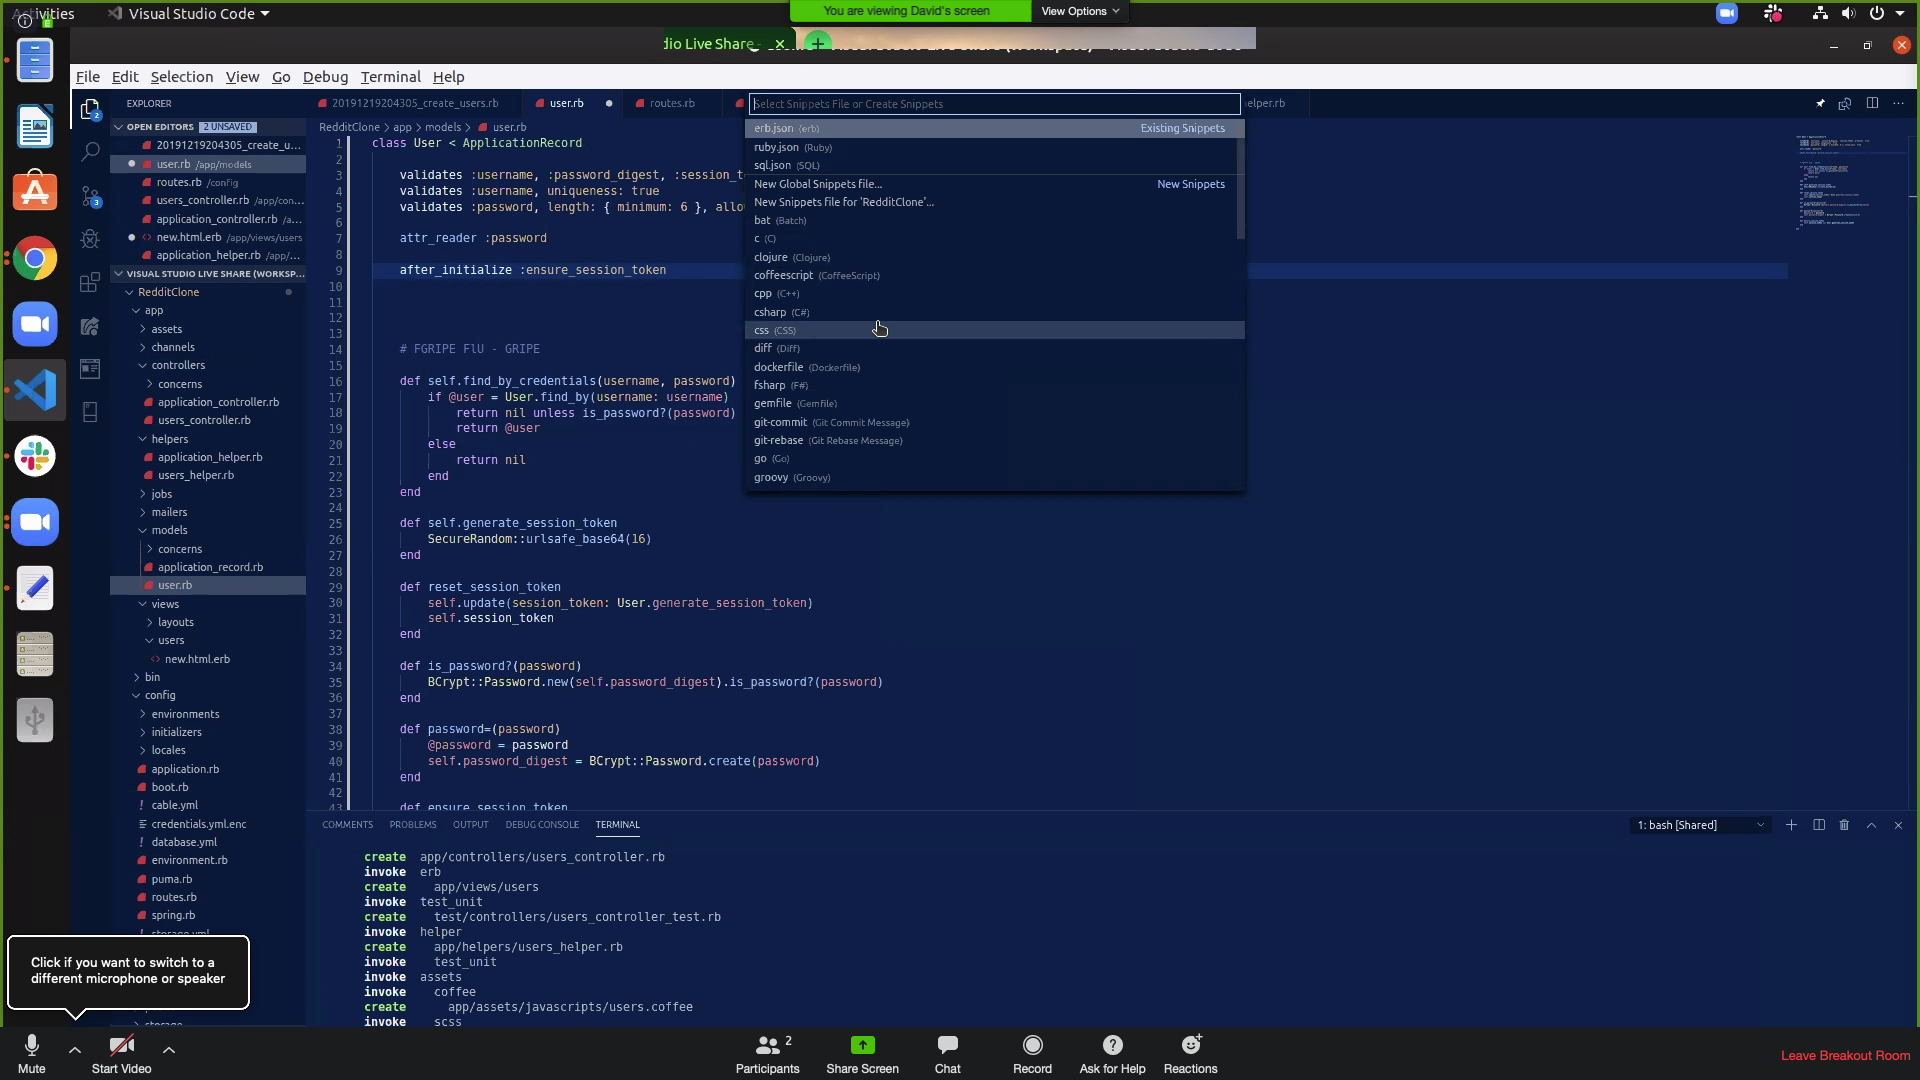 Activities
Visual Studio Code
You are viewing David's screen
View Options
dio Live Share -
File Edit Selection View Go Debug Terminal Help
EXPLORER
OPEN EDITORS 2 UNSAVED
20191219204305_create_u...
user.rb /app/models
routes.rb /config
users_controller.rb /app/con...
application_controller.rb /a...
new.html.erb /app/views/users
application_helper.rb /app/...
VISUAL STUDIO LIVE SHARE (WORKSP...
RedditClone
app
assets
channels
controllers
concerns
application_controller.rb
users_controller.rb
helpers
application_helper.rb
users_helper.rb
jobs
mailers
models
concerns
application_record.rb
user.rb
views
layouts
users
new.html.erb
bin
config
environments
initializers
locales
application.rb
boot.rb
cable.yml
credentials.yml.enc
database.yml
environment.rb
puma.rb
routes.rb
spring.rb
storage.yml
20191219204305_create_users.rb
user.rb
routes.rb
elper.rb
RedditClone > app > models > user.rb
1 class User < ApplicationRecord
2
3 validates :username, :password_digest, :session_t
4 validates :username, uniqueness: true
5 validates :password, length: { minimum: 6 }, allo
6
7 attr_reader :password
8
9 after_initialize :ensure_session_token
10
11
12
13
14 # FGRIPE FlU - GRIPE
15
16 def self.find_by_credentials(username, password)
17 if @user = User.find_by(username: username)
18 return nil unless is_password?(password)
19 return @user
20 else
21 return nil
22 end
23 end
24
25 def self.generate_session_token
26 SecureRandom::urlsafe_base64(16)
27 end
28
29 def reset_session_token
30 self.update(session_token: User.generate_session_token)
31 self.session_token
32 end
33
34 def is_password?(password)
35 BCrypt::Password.new(self.password_digest).is_password?(password)
36 end
37
38 def password=(password)
39 @password = password
40 self.password_digest = BCrypt::Password.create(password)
41 end
42
43 def ensure_session_token
Select Snippets File or Create Snippets
erb.json (erb) Existing Snippets
ruby.json (Ruby)
sql.json (SQL)
New Global Snippets file... New Snippets
New Snippets file for 'RedditClone'...
bat (Batch)
c (C)
clojure (Clojure)
coffeescript (CoffeeScript)
cpp (C++)
csharp (C#)
css (CSS)
diff (Diff)
dockerfile (Dockerfile)
fsharp (F#)
gemfile (Gemfile)
git-commit (Git Commit Message)
git-rebase (Git Rebase Message)
go (Go)
groovy (Groovy)
COMMENTS PROBLEMS OUTPUT DEBUG CONSOLE TERMINAL
1: bash [Shared]
create app/controllers/users_controller.rb
invoke erb
create app/views/users
invoke test_unit
create test/controllers/users_controller_test.rb
invoke helper
create app/helpers/users_helper.rb
invoke test_unit
invoke assets
invoke coffee
create app/assets/javascripts/users.coffee
invoke scss
Click if you want to switch to a
different microphone or speaker
Mute
Start Video
Participants 2
Share Screen
Chat
Record
Ask for Help
Reactions
Leave Breakout Room